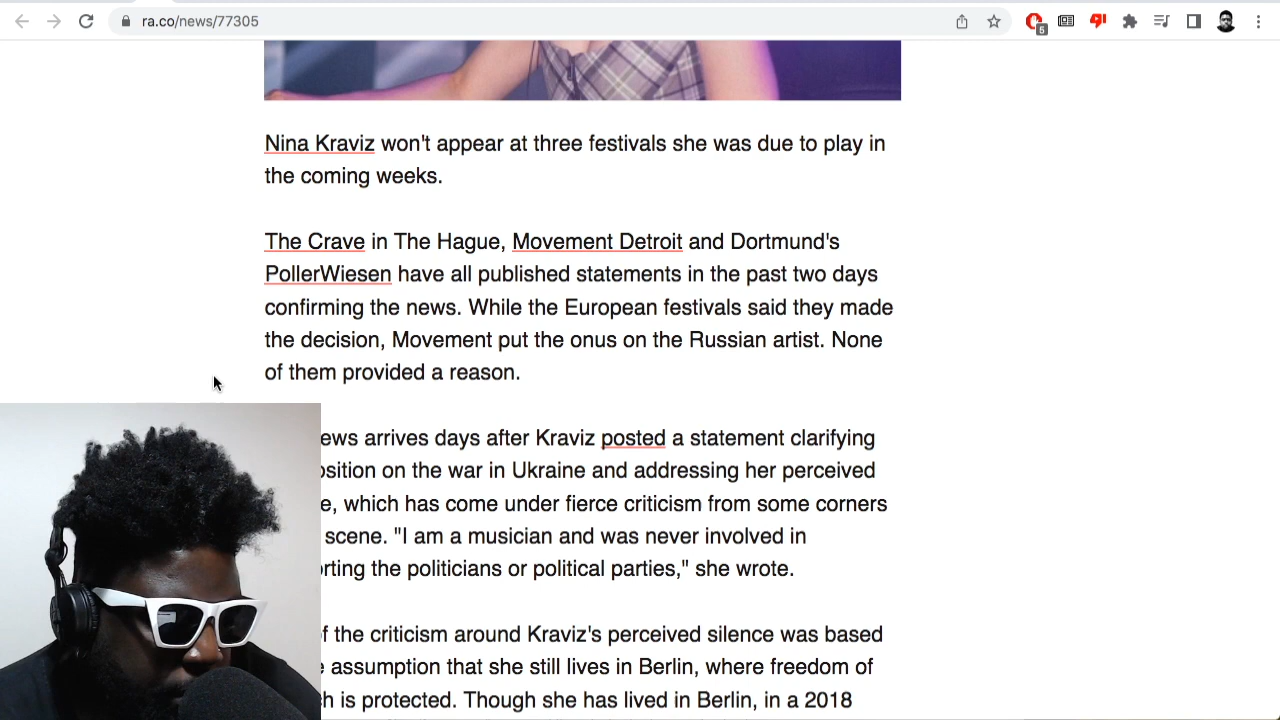 ra.co/news/77305
5
Nina Kraviz won't appear at three festivals she was due to play in
the coming weeks.
The Crave in The Hague, Movement Detroit and Dortmund's
PollerWiesen have all published statements in the past two days
confirming the news. While the European festivals said they made
the decision, Movement put the onus on the Russian artist. None
of them provided a reason.
arrives days after Kraviz posted a statement clarifying
on the war in Ukraine and addressing her perceived
which has come under fierce criticism from some corners
scene. "I am a musician and was never involved in
the politicians or political parties," she wrote.
the criticism around Kraviz's perceived silence was based
assumption that she still lives in Berlin, where freedom of
is protected. Though she has lived in Berlin, in a 2018